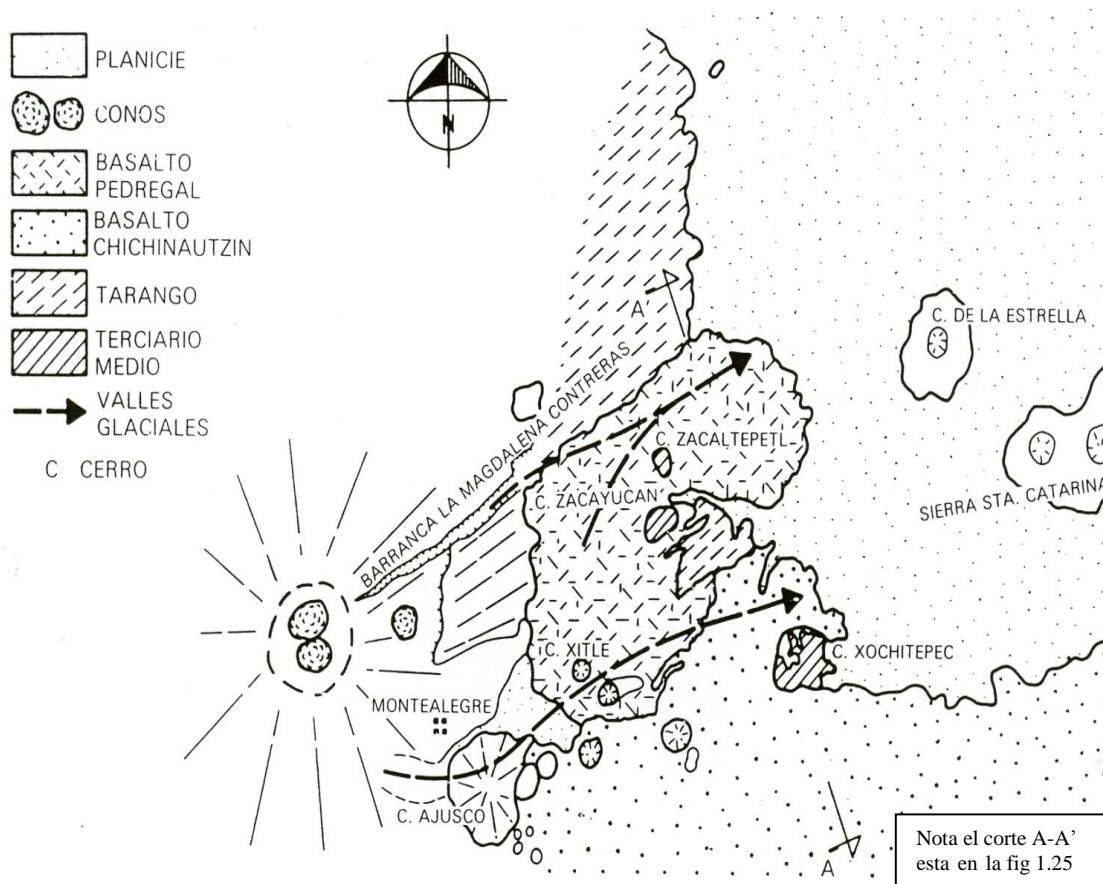 PLANICIE
CONOS
BASALTO
PEDREGAL
BASALTO
CHICHINAUTZIN
TARANGO
TERCIARIO
MEDIO
VALLES
GLACIALES
C CERRO
N
A'
C. DE LA ESTRELLA
BARRANCA LA MAGDALENA CONTRERAS
C. ZACALTEPETL
C. ZACAYUCAN
SIERRA STA. CATARINA
C. XITLE
C. XOCHITEPEC
MONTEALEGRE
C. AJUSCO
A
Nota el corte A-A’
esta en la fig 1.25